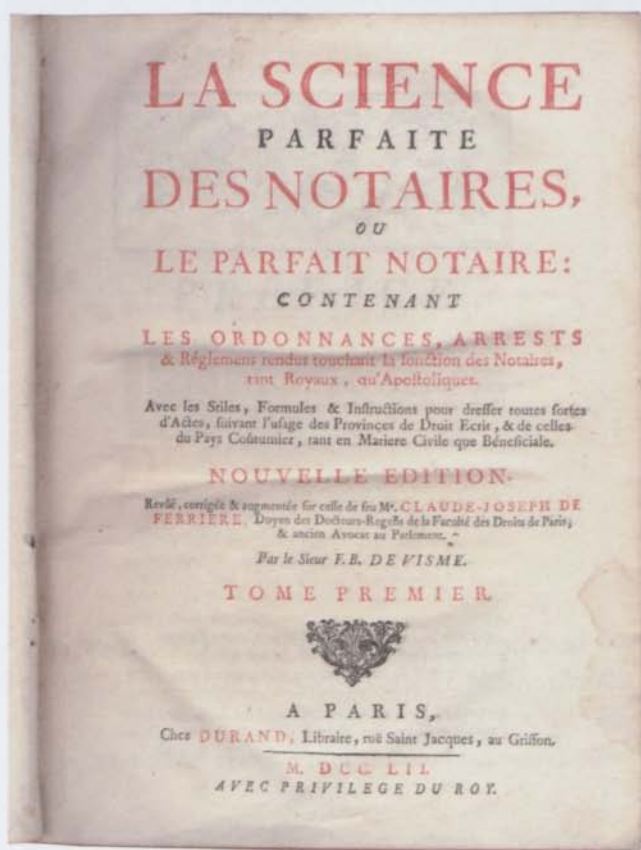 LA SCIENCE
PARFAITE
DES NOTAIRES,
OU
LE PARFAIT NOTAIRE:
CONTENANT
LES ORDONNANCES, ARRESTS
& Réglemens rendus touchant la fonction des Notaires,
tant Royaux, qu'Apostoliques.
Avec les Stiles, Formules & Instructions pour dresser toutes sortes
d'Actes, suivant l'usage des Provinces de Droit Ecrit, & de celles
du Pays Coûtumier, tant en Matiere Civile que Béneficiale.
NOUVELLE EDITION.
Revûë, corrigée & augmentée sur celle de feu Me. CLAUDE-JOSEPH DE
FERRIERE, Doyen des Docteurs-Regens de la Faculté des Droits de Paris,
& ancien Avocat au Parlement.
Par le Sieur F.B. DE VISME.
TOME PREMIER
A PARIS,
Chez DURAND, Libraire, ruë Saint Jacques, au Griffon.
M. DCC. LII.
AVEC PRIVILEGE DU ROY.